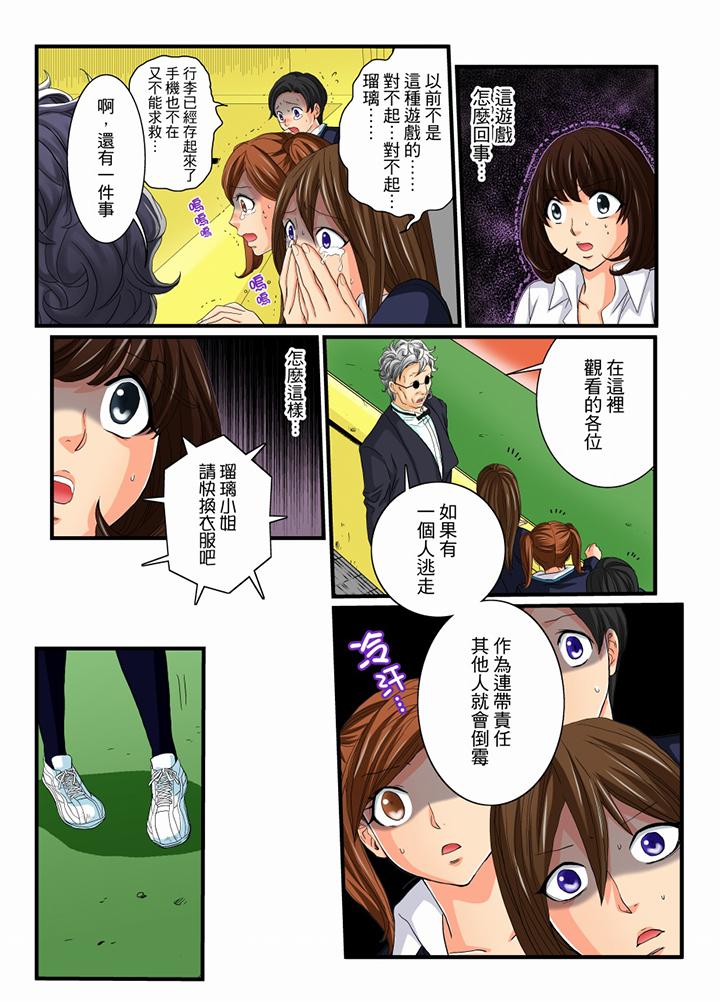 這遊戲
怎麼回事…
以前不是
這種遊戲的……
對不起…對不起…
瑠璃…
行李已經存起來了
手機也不在
又不能求救…
嗚嗚嗚
嗚嗚
啊，還有一件事
在這裡
觀看的各位
如果有
一個人逃走
怎麼這樣…
瑠璃小姐
請快換衣服吧
作為連帶責任
其他人就會倒霉
冷汗…